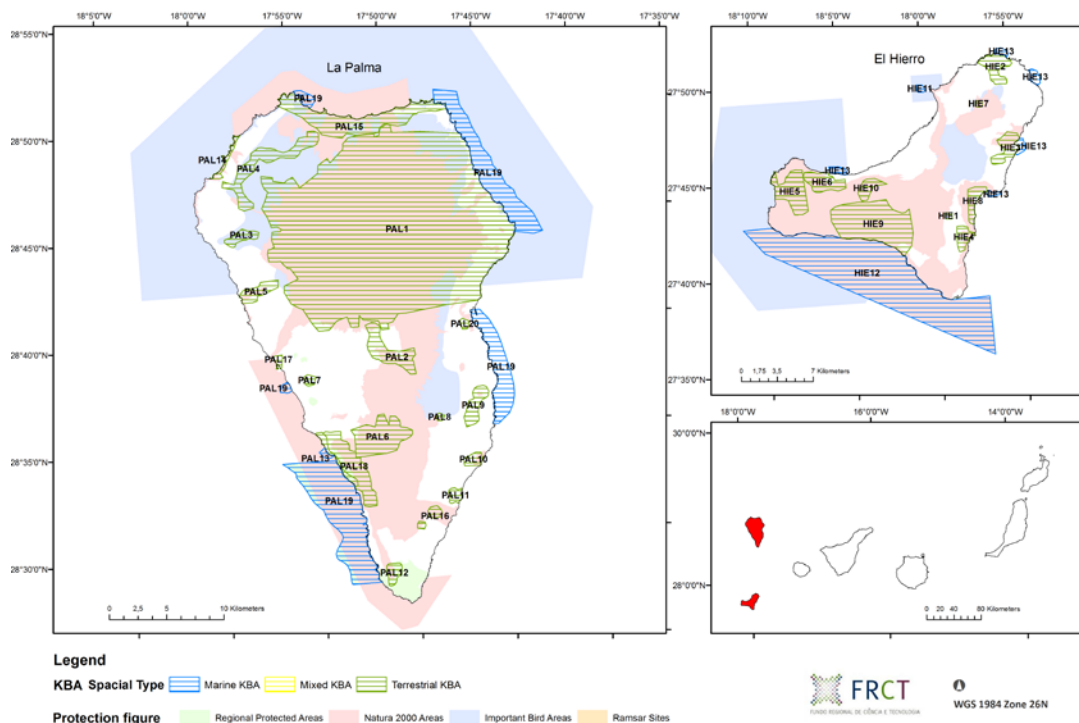 18°5'0"W 18°0'0"W 17°55'0"W 17°50'0"W 17°45'0"W 17°40'0"W 17°35'0"W
18°10'0"W 18°5'0"W 18°0'0"W 17°55'0"W
28°55'0"N
28°50'0"N
28°45'0"N
28°40'0"N
28°35'0"N
28°30'0"N
La Palma
PAL19
PAL15
PAL14
PAL4
PAL19
PAL1
PAL3
PAL5
PAL20
PAL2
PAL17
PAL19
PAL7
PAL19
PAL9
PAL8
PAL6
PAL13
PAL18
PAL10
PAL19
PAL11
PAL16
PAL12
0 2,5 5 10 Kilometers
El Hierro
27°50'0"N
27°45'0"N
27°40'0"N
27°35'0"N
HIE13
HIE2
HIE13
HIE11
HIE7
HIE3
HIE13
HIE13
HIE6
HIE10
HIE5
HIE13
HIE8
HIE1
HIE9
HIE4
HIE12
0 1,75 3,5 7 Kilometers
18°0'0"W 16°0'0"W 14°0'0"W
30°0'0"N
28°0'0"N
0 20 40 80 Kilometers
Legend
KBA Spacial Type Marine KBA Mixed KBA Terrestrial KBA
Protection figure Regional Protected Areas Natura 2000 Areas Important Bird Areas Ramsar Sites
FRCT
FUNDO REGIONAL DE CIÊNCIA E TECNOLOGIA
WGS 1984 Zone 26N